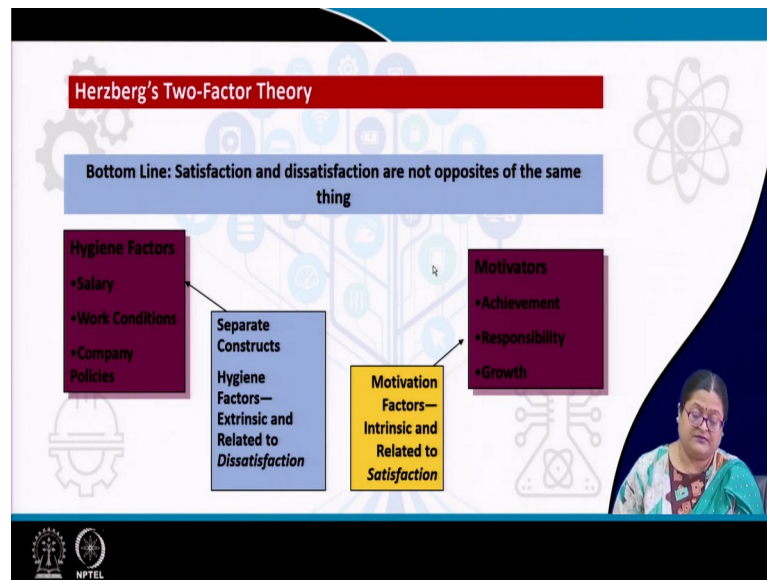 Herzberg's Two-Factor Theory
Bottom Line: Satisfaction and dissatisfaction are not opposites of the same
thing
Hygiene Factors
•Salary
•Work Conditions
•Company
Policies
Separate
Constructs
Hygiene
Factors—
Extrinsic and
Related to
Dissatisfaction
Motivation
Factors—
Intrinsic and
Related to
Satisfaction
Motivators
•Achievement
•Responsibility
•Growth
NPTEL